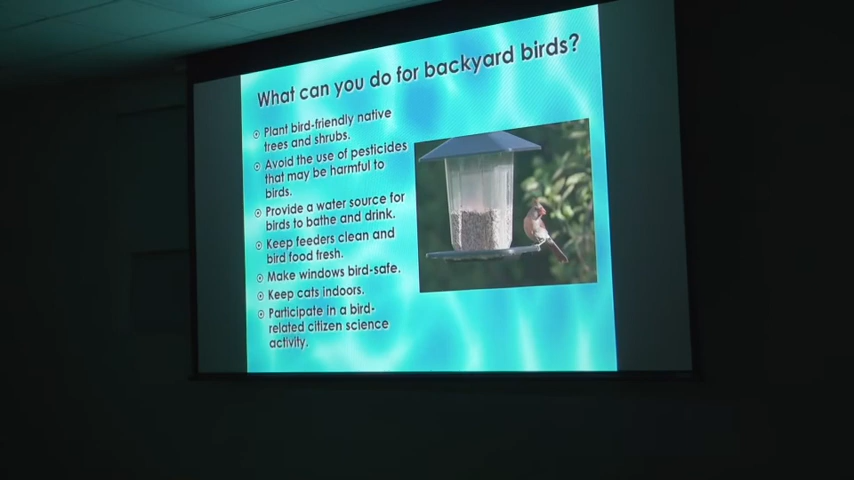 What can you do for backyard birds?
Plant bird-friendly native
trees and shrubs.
Avoid the use of pesticides
that may be harmful to
birds.
Provide a water source for
birds to bathe and drink.
Keep feeders clean and
bird food fresh.
Make windows bird-safe.
Keep cats indoors.
Participate in a bird-
related citizen science
activity.